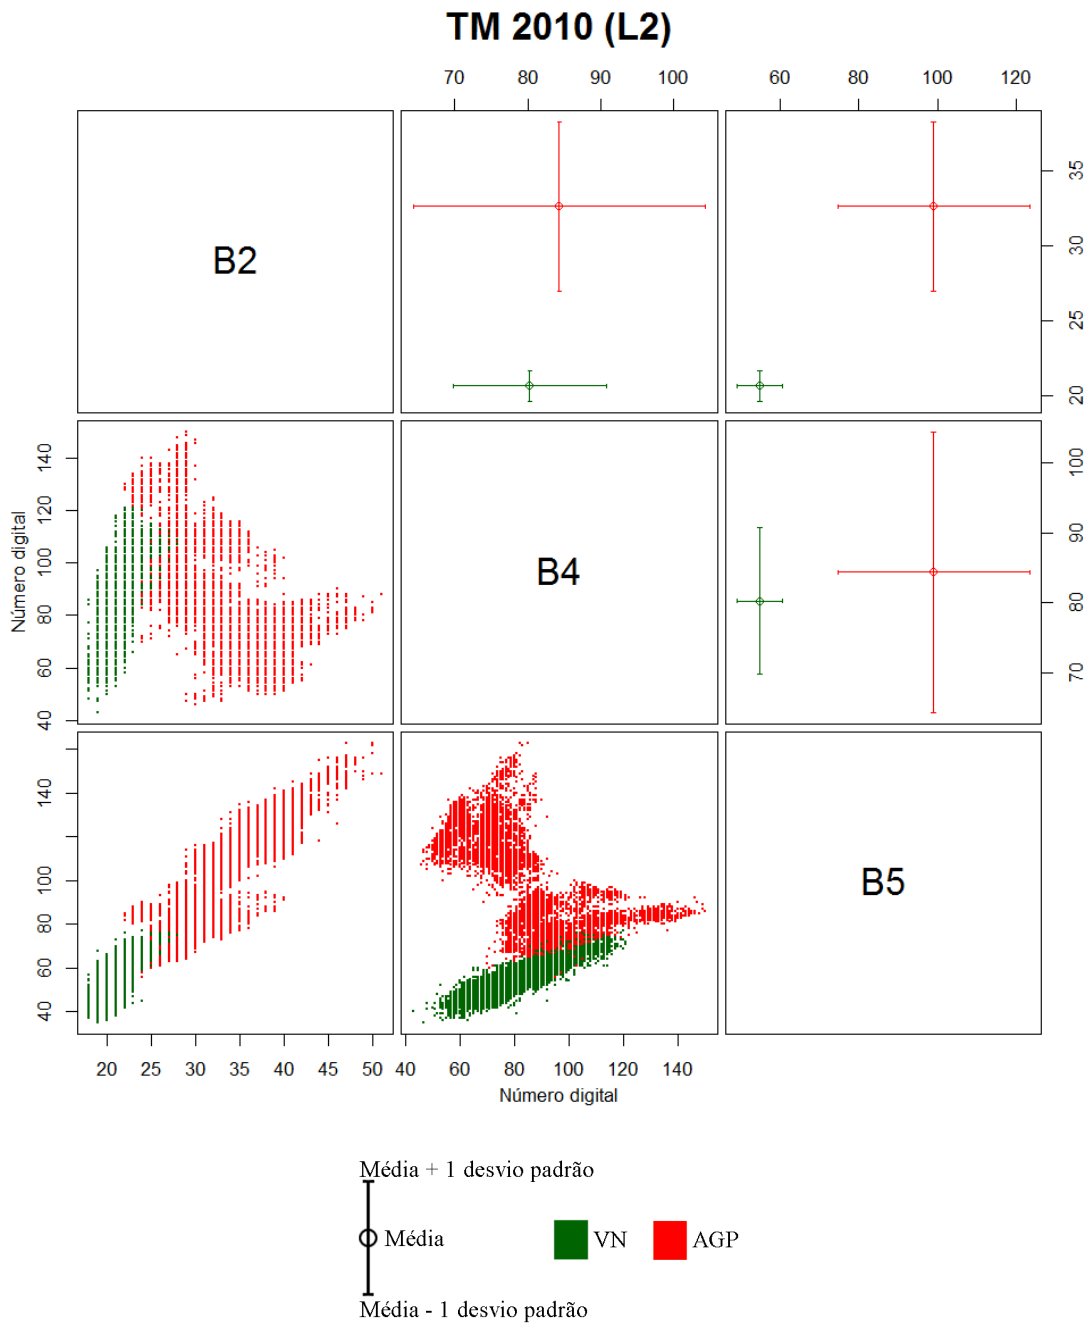 TM 2010 (L2)
70 80 90 100 60 80 100 120
B2
35
30
25
20
Número digital
140
120
100
80
60
40
B4
100
90
80
70
140
100
80
60
40
B5
20 25 30 35 40 45 50 40 60 80 100 120 140
Número digital
Média + 1 desvio padrão
Média
VN
AGP
Média - 1 desvio padrão